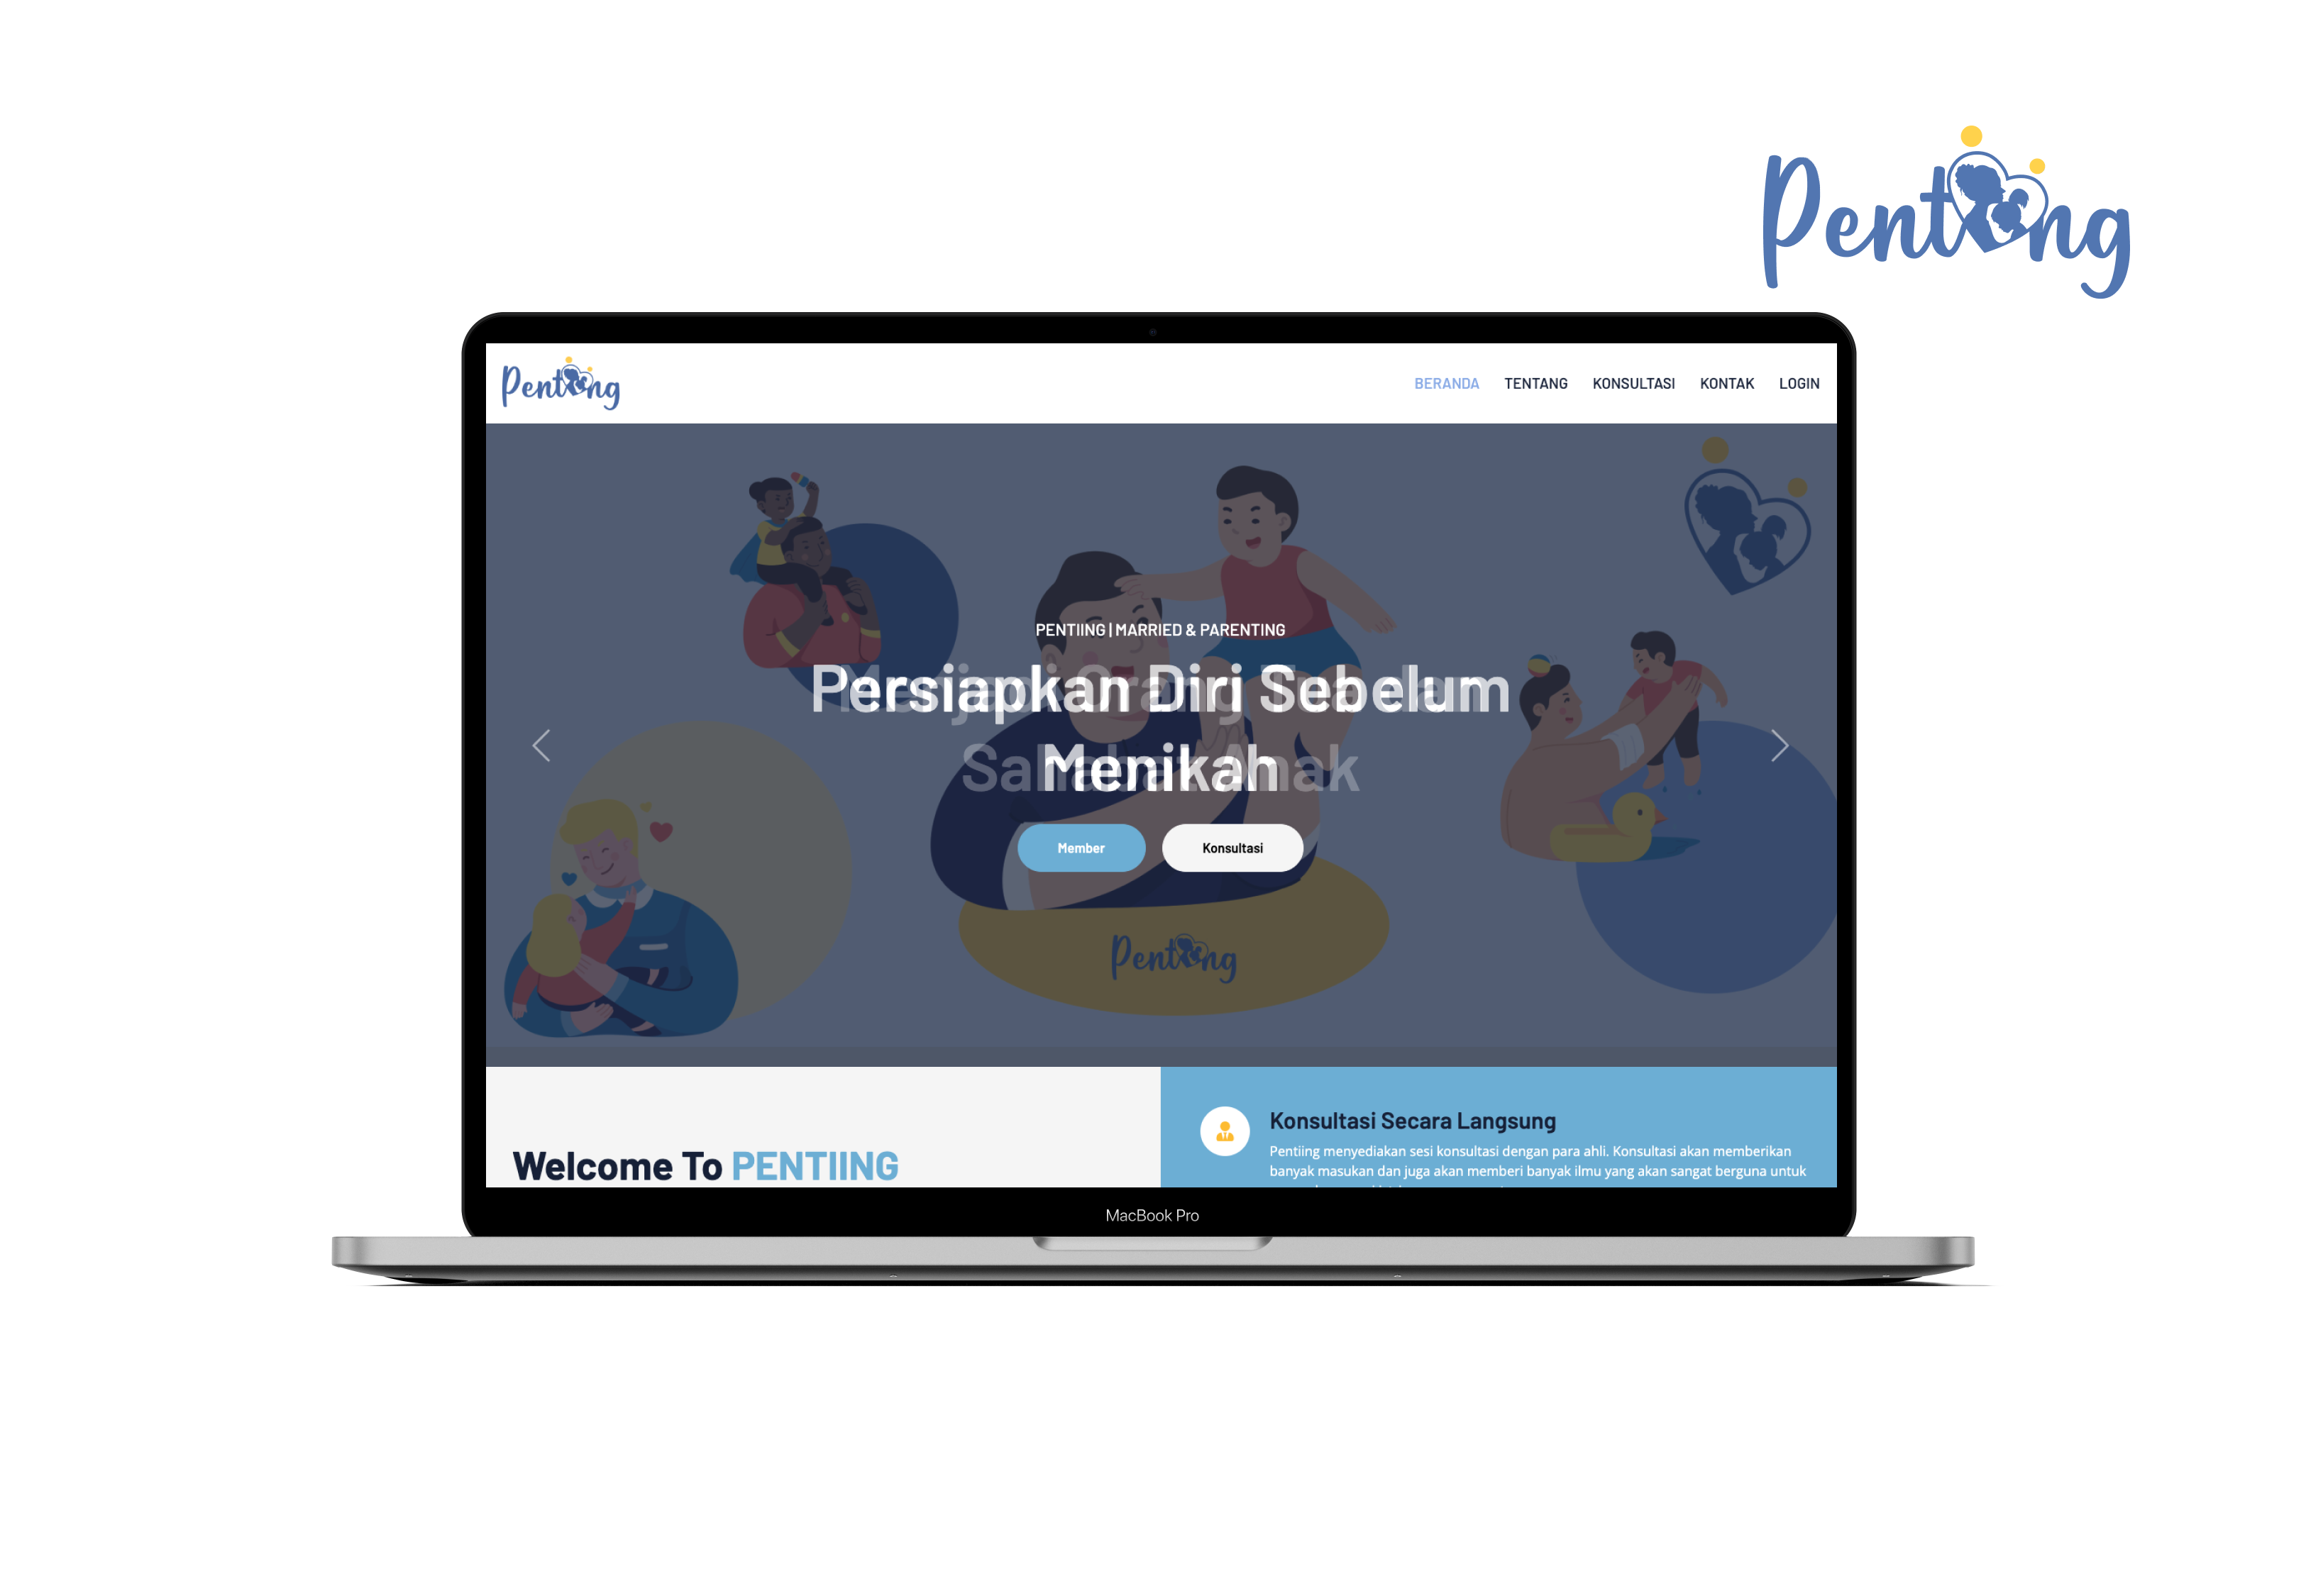 Pentiing
Pentiing
BERANDA TENTANG KONSULTASI KONTAK LOGIN
PENTIING | MARRIED & PARENTING
Persiapkan Diri Sebelum
Menikah
Member Konsultasi
Pentiing
Welcome To PENTIING
Konsultasi Secara Langsung
Pentiing menyediakan sesi konsultasi dengan para ahli. Konsultasi akan memberikan
banyak masukan dan juga akan memberi banyak ilmu yang akan sangat berguna untuk
MacBook Pro